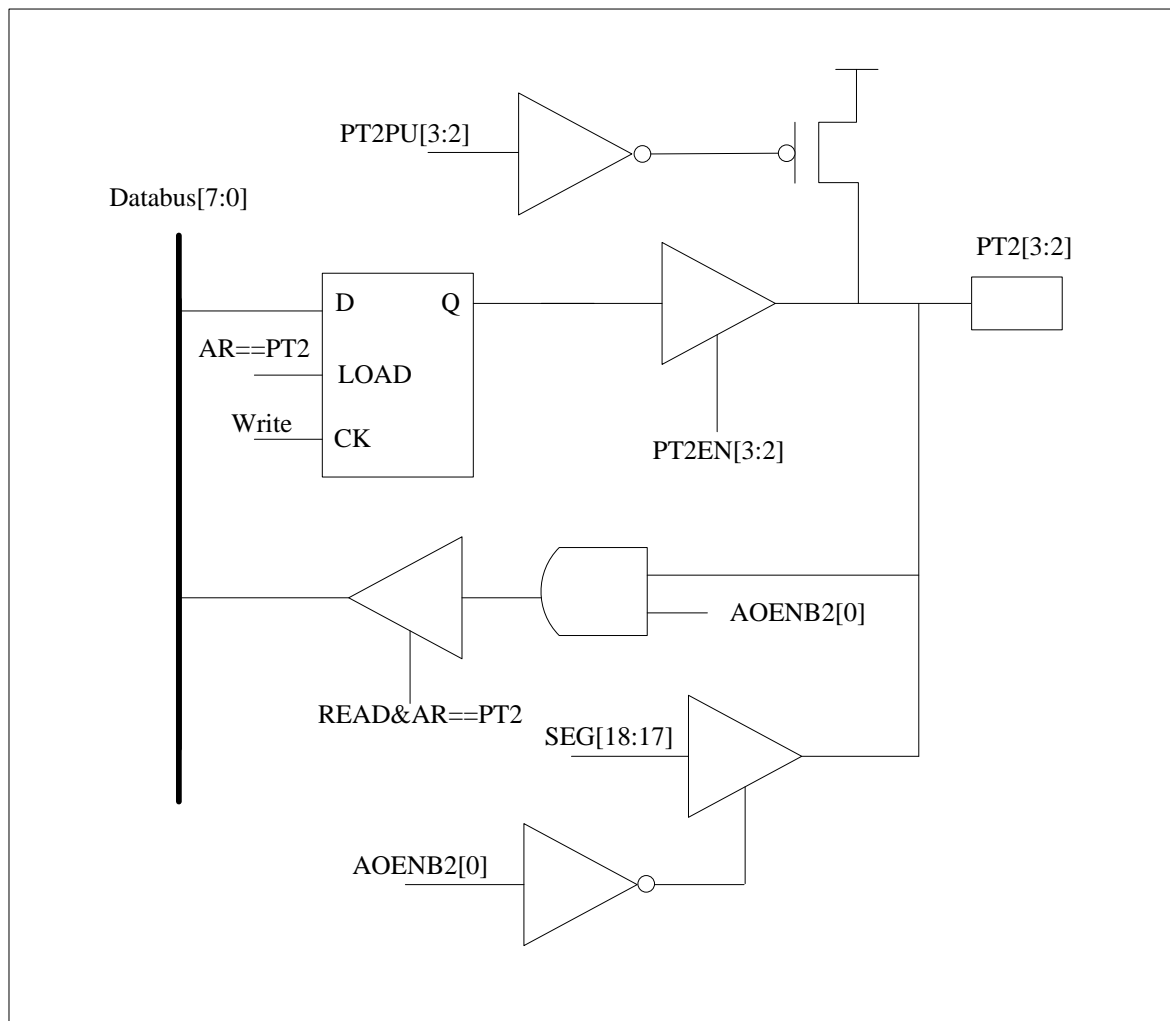 PT2PU[3:2]
Databus[7:0]
PT2[3:2]
D
Q
AR==PT2
LOAD
Write
CK
PT2EN[3:2]
AOENB2[0]
READ&AR==PT2
SEG[18:17]
AOENB2[0]